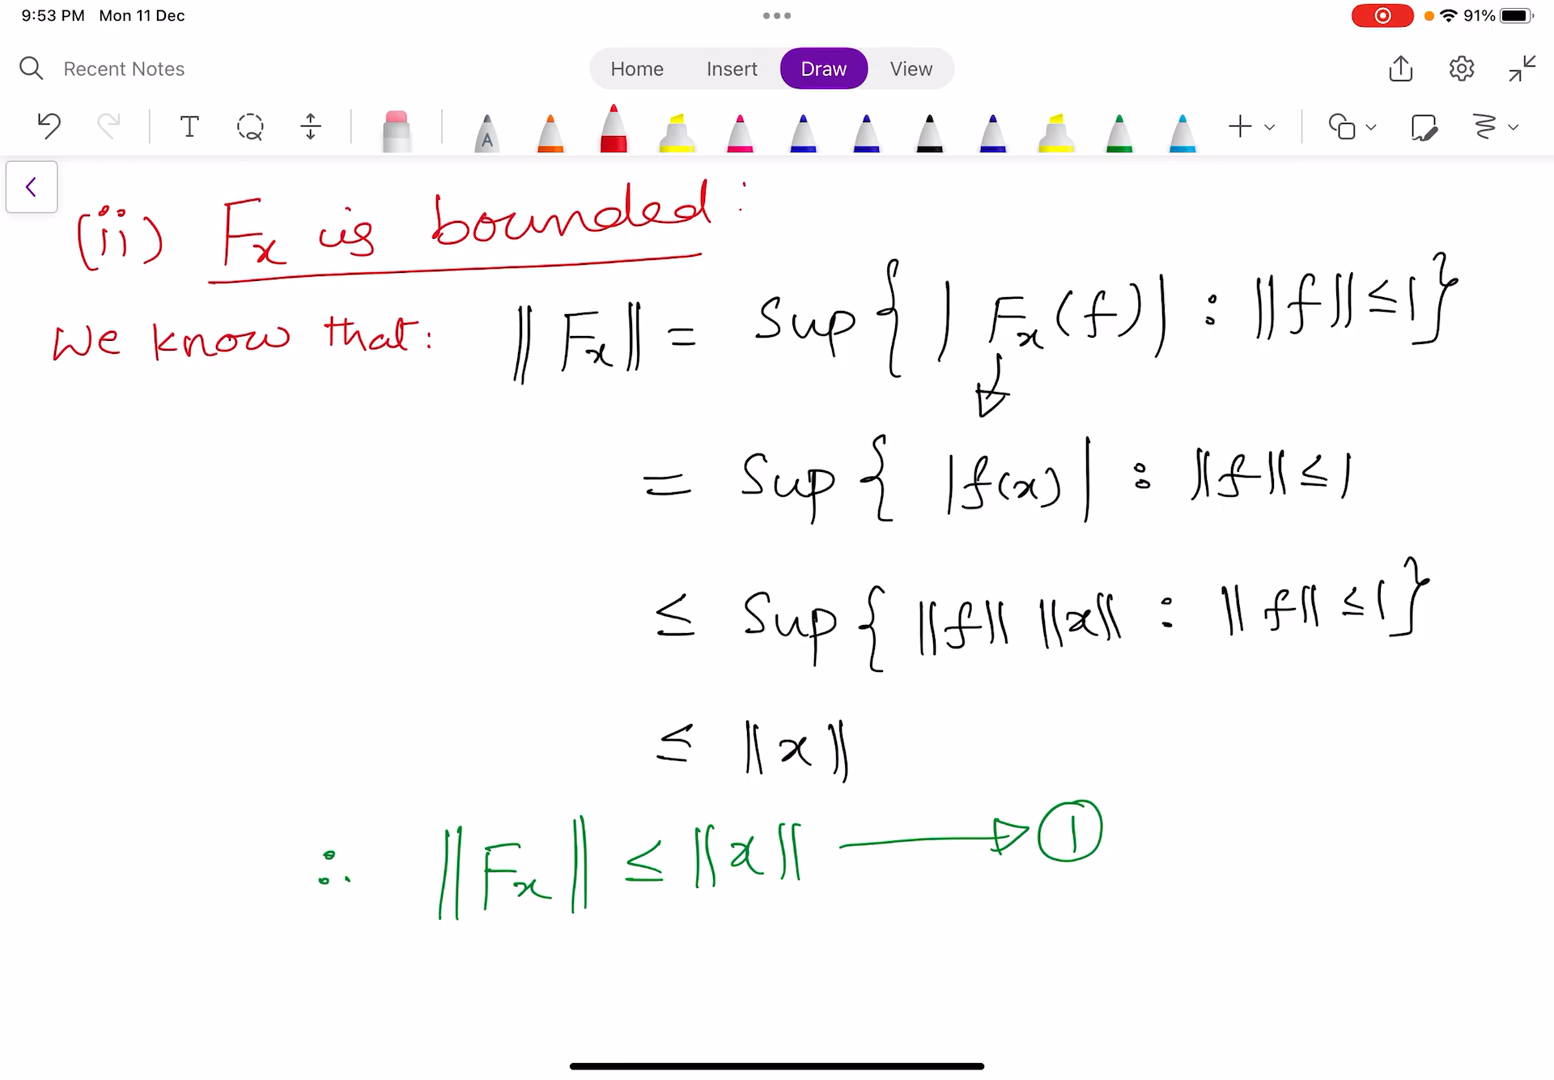 9:53 PM Mon 11 Dec
91%
Recent Notes
Home Insert Draw View
T
A
(ii) Fₓ is bounded:
We know that: ||Fₓ|| = Sup{ | Fₓ(f)| : ||f|| ≤ 1}
= Sup{ |f(x)| : ||f|| ≤ 1
≤ Sup{ ||f|| ||x|| : ||f|| ≤ 1}
≤ ||x||
∴ ||Fₓ|| ≤ ||x|| → ①